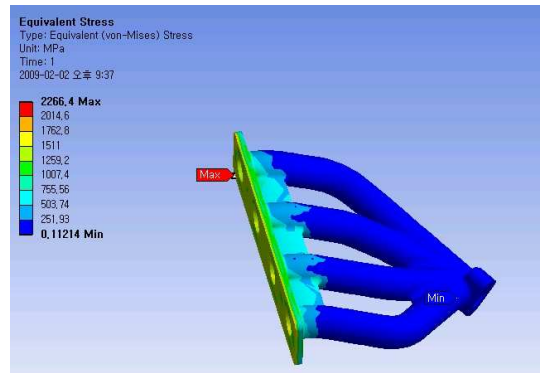 Equivalent Stress
Type: Equivalent (von-Mises) Stress
Unit: MPa
Time: 1
2009-02-02 오후 9:37
2266,4 Max
2014,6
1762,8
1511
1259,2
1007,4
755,56
503,74
251,93
0,11214 Min
Max
Min